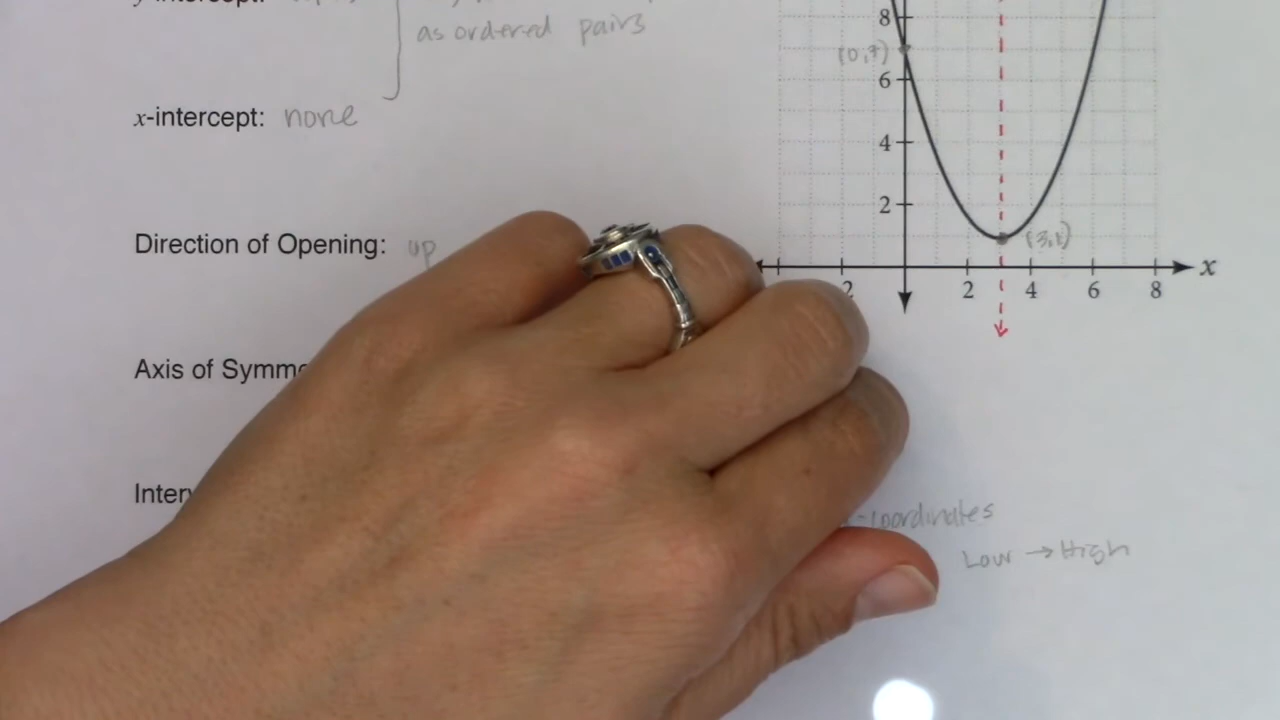 y-intercept:
as ordered pairs
x-intercept: none
Direction of Opening: up
Axis of Symme
Inter
-coordinates
Low → High
8
(0,7)
6
4
2
(3,1)
x
2 2 4 6 8